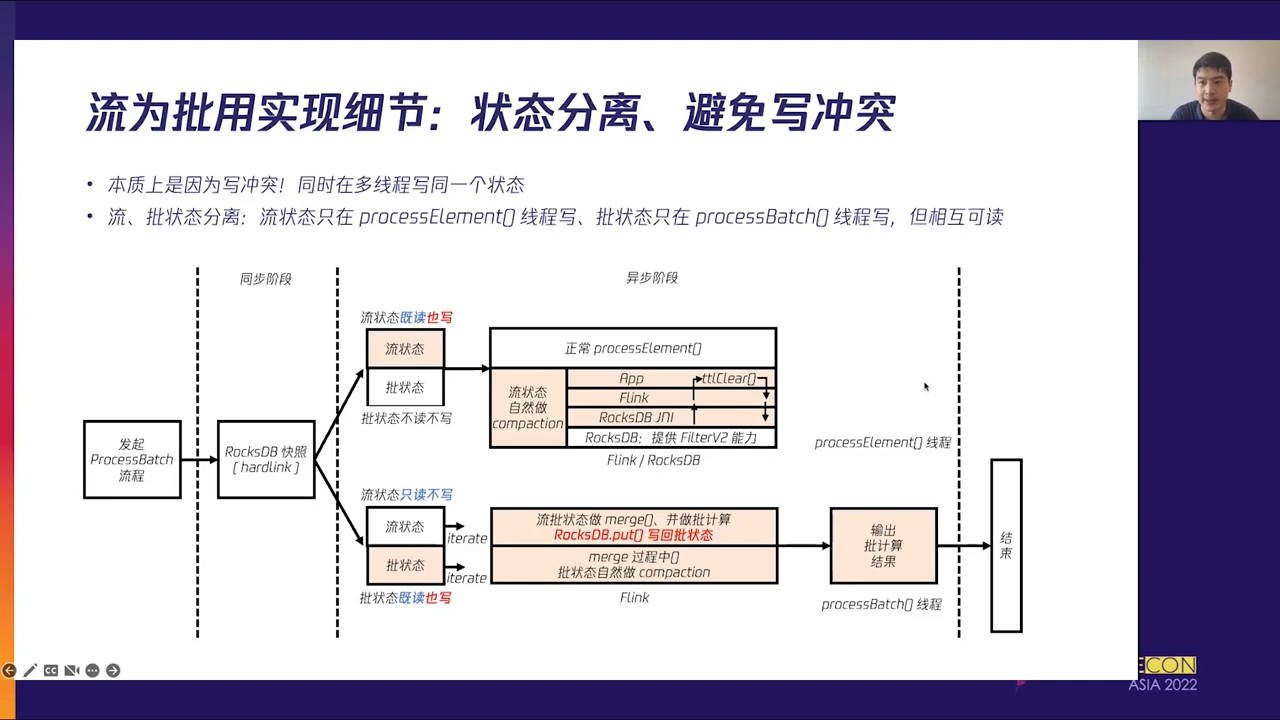 流为批用实现细节：状态分离、避免写冲突
• 本质上是因为写冲突！同时在多线程写同一个状态
• 流、批状态分离：流状态只在 processElement() 线程写、批状态只在 processBatch() 线程写，但相互可读
同步阶段
异步阶段
发起
ProcessBatch
流程
RocksDB 快照
( hardlink )
流状态既读也写
流状态
批状态
批状态不读不写
正常 processElement()
流状态
自然做
compaction
App
ttlClear()
Flink
RocksDB JNI
RocksDB：提供 FilterV2 能力
Flink / RocksDB
processElement() 线程
流状态只读不写
流状态
iterate
批状态
iterate
批状态既读也写
流批状态做 merge()、并做批计算
RocksDB.put() 写回批状态
merge 过程中()
批状态自然做 compaction
Flink
输出
批计算
结果
processBatch() 线程
结
束
CC
ECON
ASIA 2022